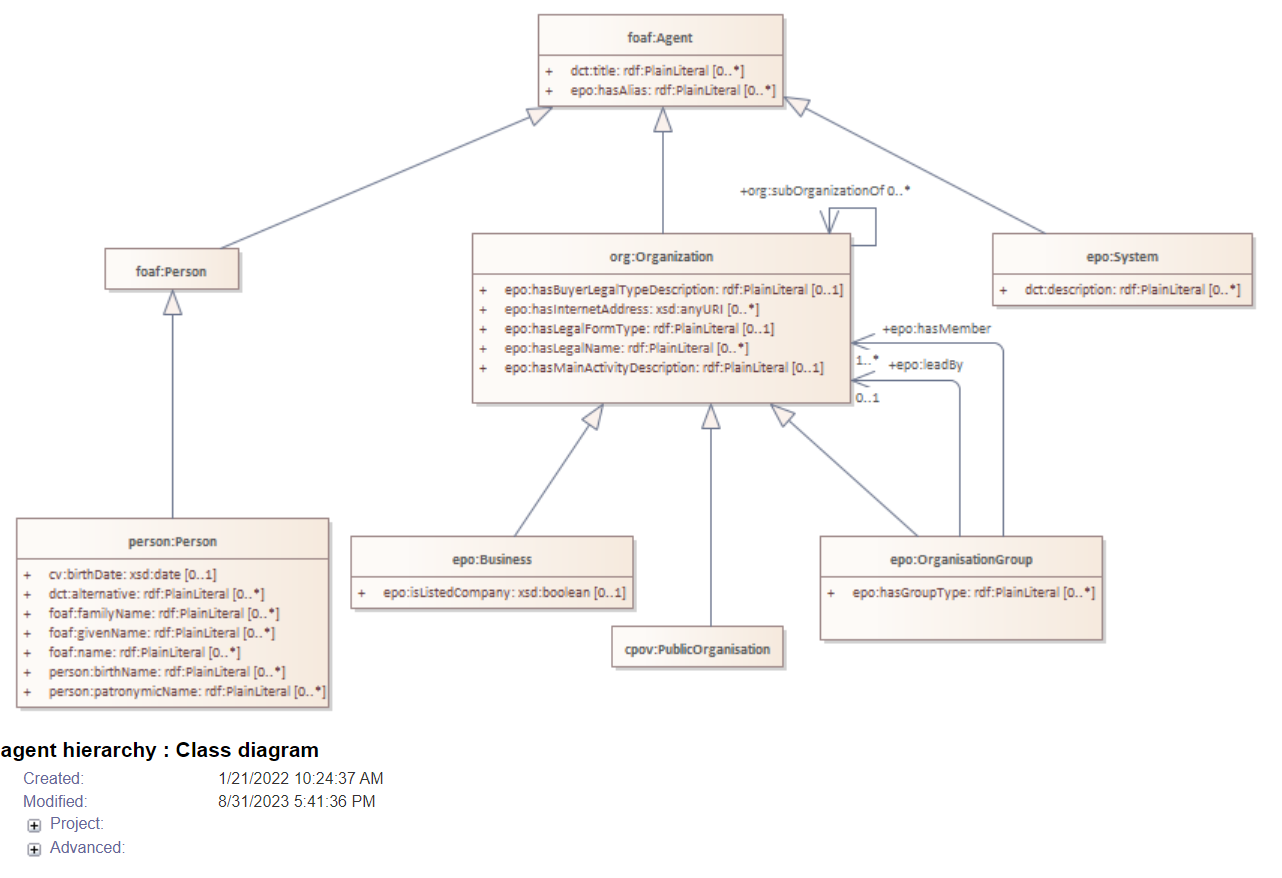 foaf:Agent
+ dct:title: rdf:PlainLiteral [0..*]
+ epo:hasAlias: rdf:PlainLiteral [0..*]
+org:subOrganizationOf 0..*
foaf:Person
org:Organization
+ epo:hasBuyerLegalTypeDescription: rdf:PlainLiteral [0..1]
+ epo:hasInternetAddress: xsd:anyURI [0..*]
+ epo:hasLegalFormType: rdf:PlainLiteral [0..1]
+ epo:hasLegalName: rdf:PlainLiteral [0..*]
+ epo:hasMainActivityDescription: rdf:PlainLiteral [0..1]
epo:System
+ dct:description: rdf:PlainLiteral [0..*]
+epo:hasMember
1..*
+epo:leadBy
0..1
person:Person
+ cv:birthDate: xsd:date [0..1]
+ dct:alternative: rdf:PlainLiteral [0..*]
+ foaf:familyName: rdf:PlainLiteral [0..*]
+ foaf:givenName: rdf:PlainLiteral [0..*]
+ foaf:name: rdf:PlainLiteral [0..*]
+ person:birthName: rdf:PlainLiteral [0..*]
+ person:patronymicName: rdf:PlainLiteral [0..*]
epo:Business
+ epo:isListedCompany: xsd:boolean [0..1]
cpov:PublicOrganisation
epo:OrganisationGroup
+ epo:hasGroupType: rdf:PlainLiteral [0..*]
agent hierarchy : Class diagram
Created: 1/21/2022 10:24:37 AM
Modified: 8/31/2023 5:41:36 PM
Project:
Advanced: